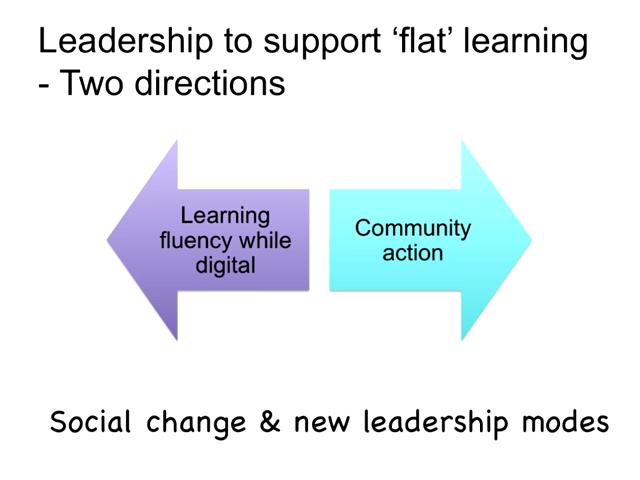 Leadership to support ‘flat’ learning
- Two directions
Learning
fluency while
digital
Community
action
Social change & new leadership modes